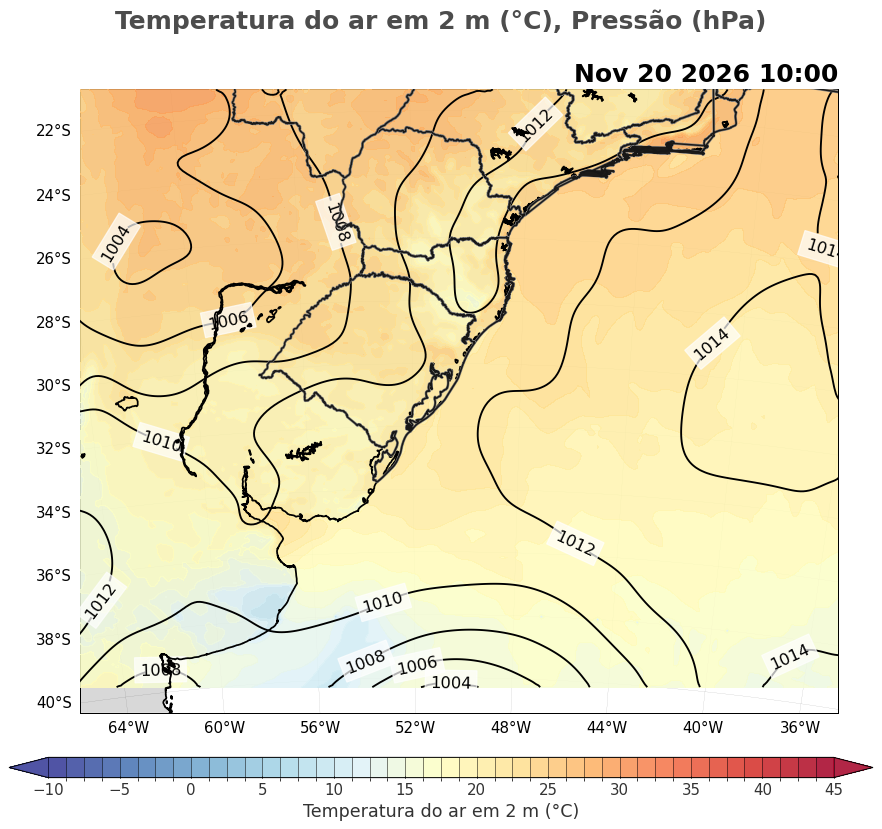 Temperatura do ar em 2 m (°C), Pressão (hPa)
Nov 20 2026 10:00
22°S
24°S
26°S
28°S
30°S
32°S
34°S
36°S
38°S
40°S
1012
1008
1004
1014
1006
1014
1010
1012
1012
1010
1008
1006
1004
1008
1014
64°W 60°W 56°W 52°W 48°W 44°W 40°W 36°W
−10 −5 0 5 10 15 20 25 30 35 40 45
Temperatura do ar em 2 m (°C)